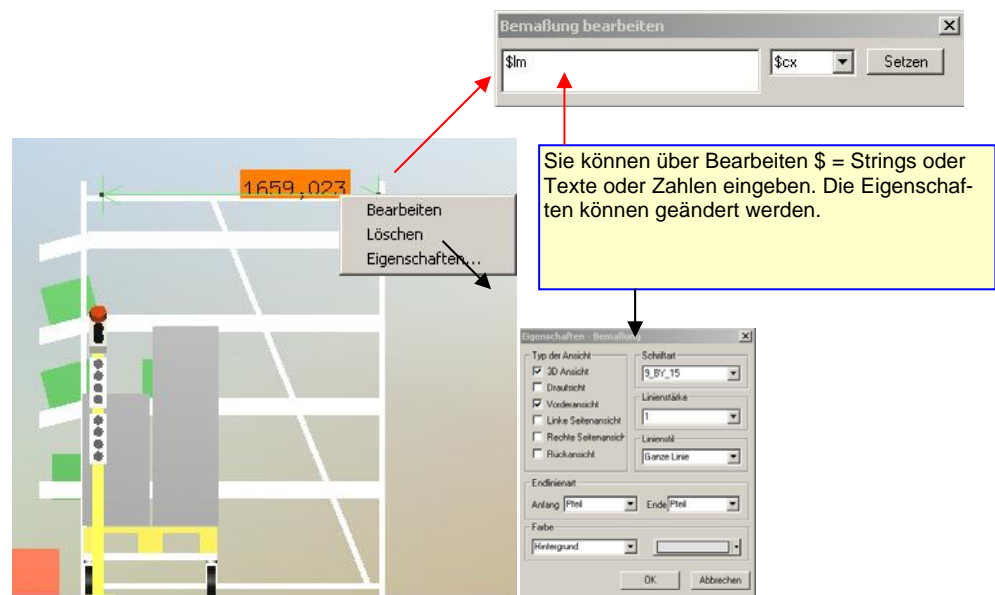 Bemaßung bearbeiten
$lm
$cx
Setzen
Sie können über Bearbeiten $ = Strings oder
Texte oder Zahlen eingeben. Die Eigenschaf-
ten können geändert werden.
1659,023
Bearbeiten
Löschen
Eigenschaften...
Eigenschaften - Bemaßung
Typ der Ansicht
3D Ansicht
Draufsicht
Vorderansicht
Linke Seitenansicht
Rechte Seitenansich
Rückansicht
Schriftart
9_BY_15
Linienstärke
1
Linienstil
Ganze Linie
Endlinienart
Anfang Pfeil
Ende Pfeil
Farbe
Hintergrund
OK
Abbrechen